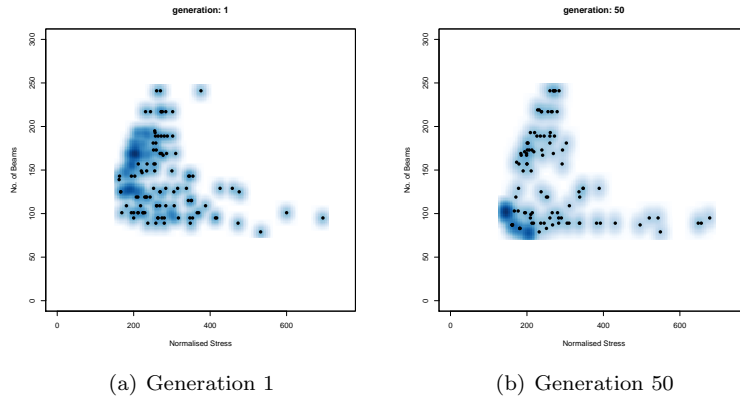 generation: 1
300
250
200
150
100
50
0
No. of Beams
0 200 400 600
Normalised Stress
(a) Generation 1
generation: 50
300
250
200
150
100
50
0
No. of Beams
0 200 400 600
Normalised Stress
(b) Generation 50